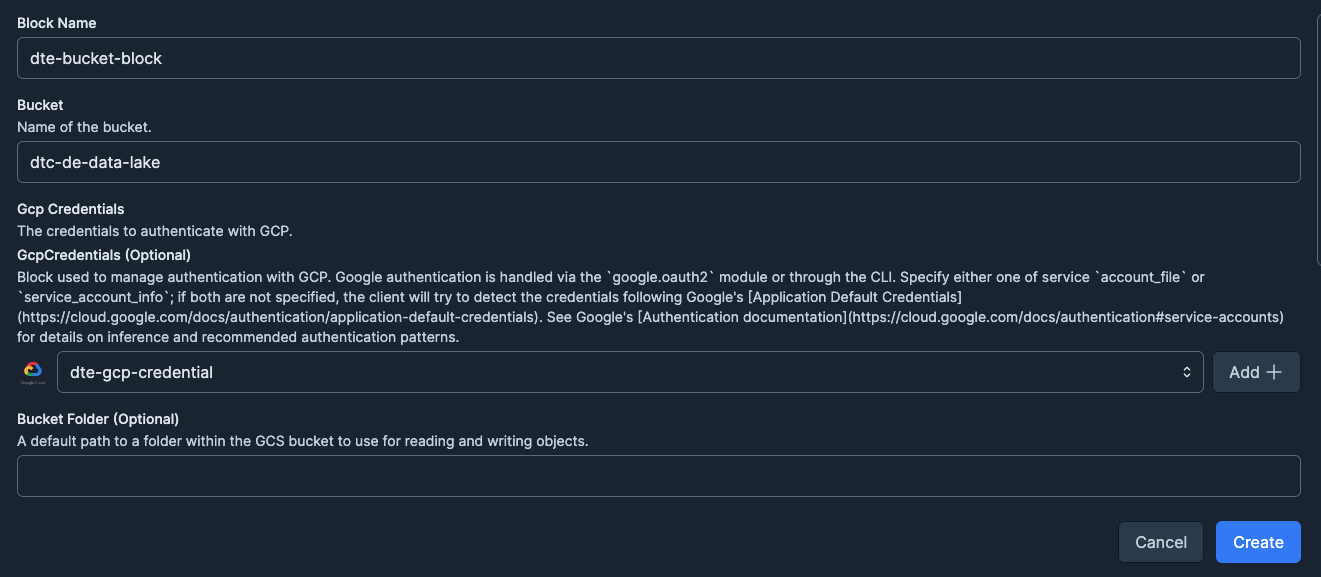 Block Name
dte-bucket-block
Bucket
Name of the bucket.
dtc-de-data-lake
Gcp Credentials
The credentials to authenticate with GCP.
GcpCredentials (Optional)
Block used to manage authentication with GCP. Google authentication is handled via the `google.oauth2` module or through the CLI. Specify either one of service `account_file` or
`service_account_info`; if both are not specified, the client will try to detect the credentials following Google's [Application Default Credentials]
(https://cloud.google.com/docs/authentication/application-default-credentials). See Google's [Authentication documentation](https://cloud.google.com/docs/authentication#service-accounts)
for details on inference and recommended authentication patterns.
Google Cloud
dte-gcp-credential
Add
Bucket Folder (Optional)
A default path to a folder within the GCS bucket to use for reading and writing objects.
Cancel
Create